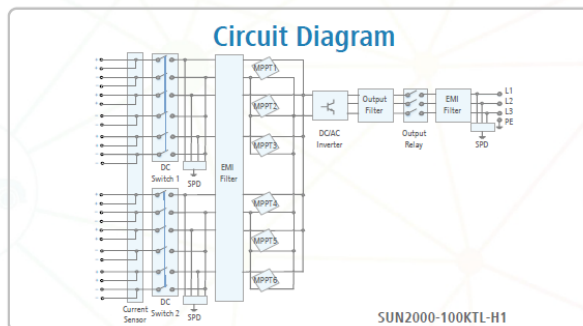 Circuit Diagram
MPPT1
MPPT2
MPPT3
MPPT4
MPPT5
MPPT6
DC
Switch 1
SPD
EMI
Filter
DC/AC
Inverter
Output
Filter
Output
Relay
EMI
Filter
L1
L2
L3
PE
SPD
Current
Sensor
DC
Switch 2
SPD
SUN2000-100KTL-H1